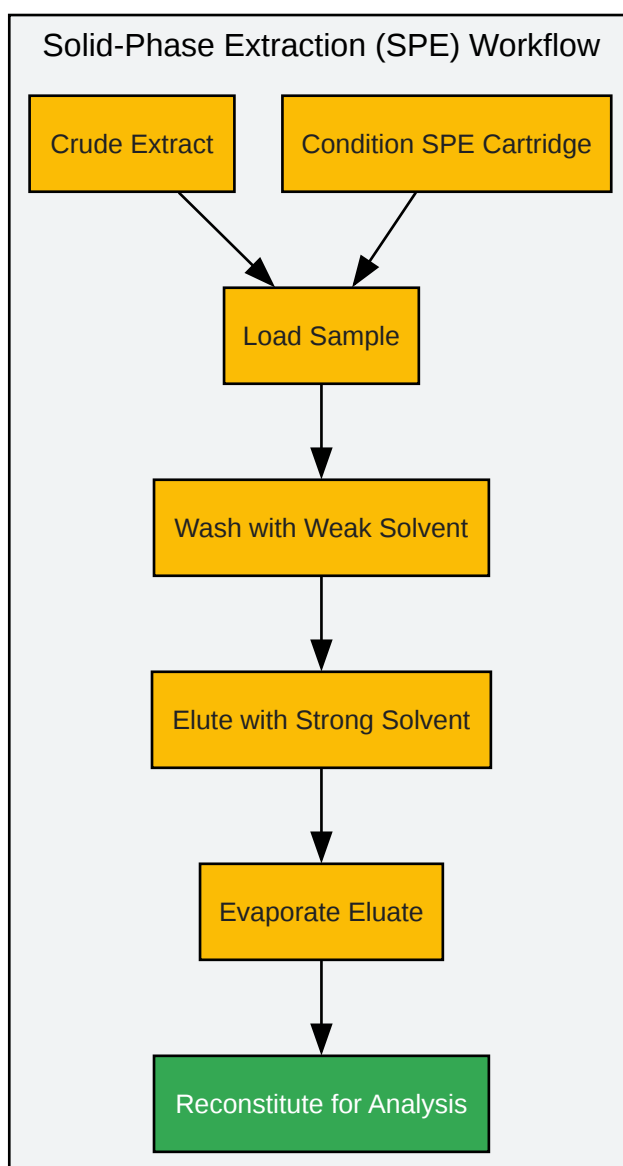 Solid-Phase Extraction (SPE) Workflow
Crude Extract
Condition SPE Cartridge
Load Sample
Wash with Weak Solvent
Elute with Strong Solvent
Evaporate Eluate
Reconstitute for Analysis